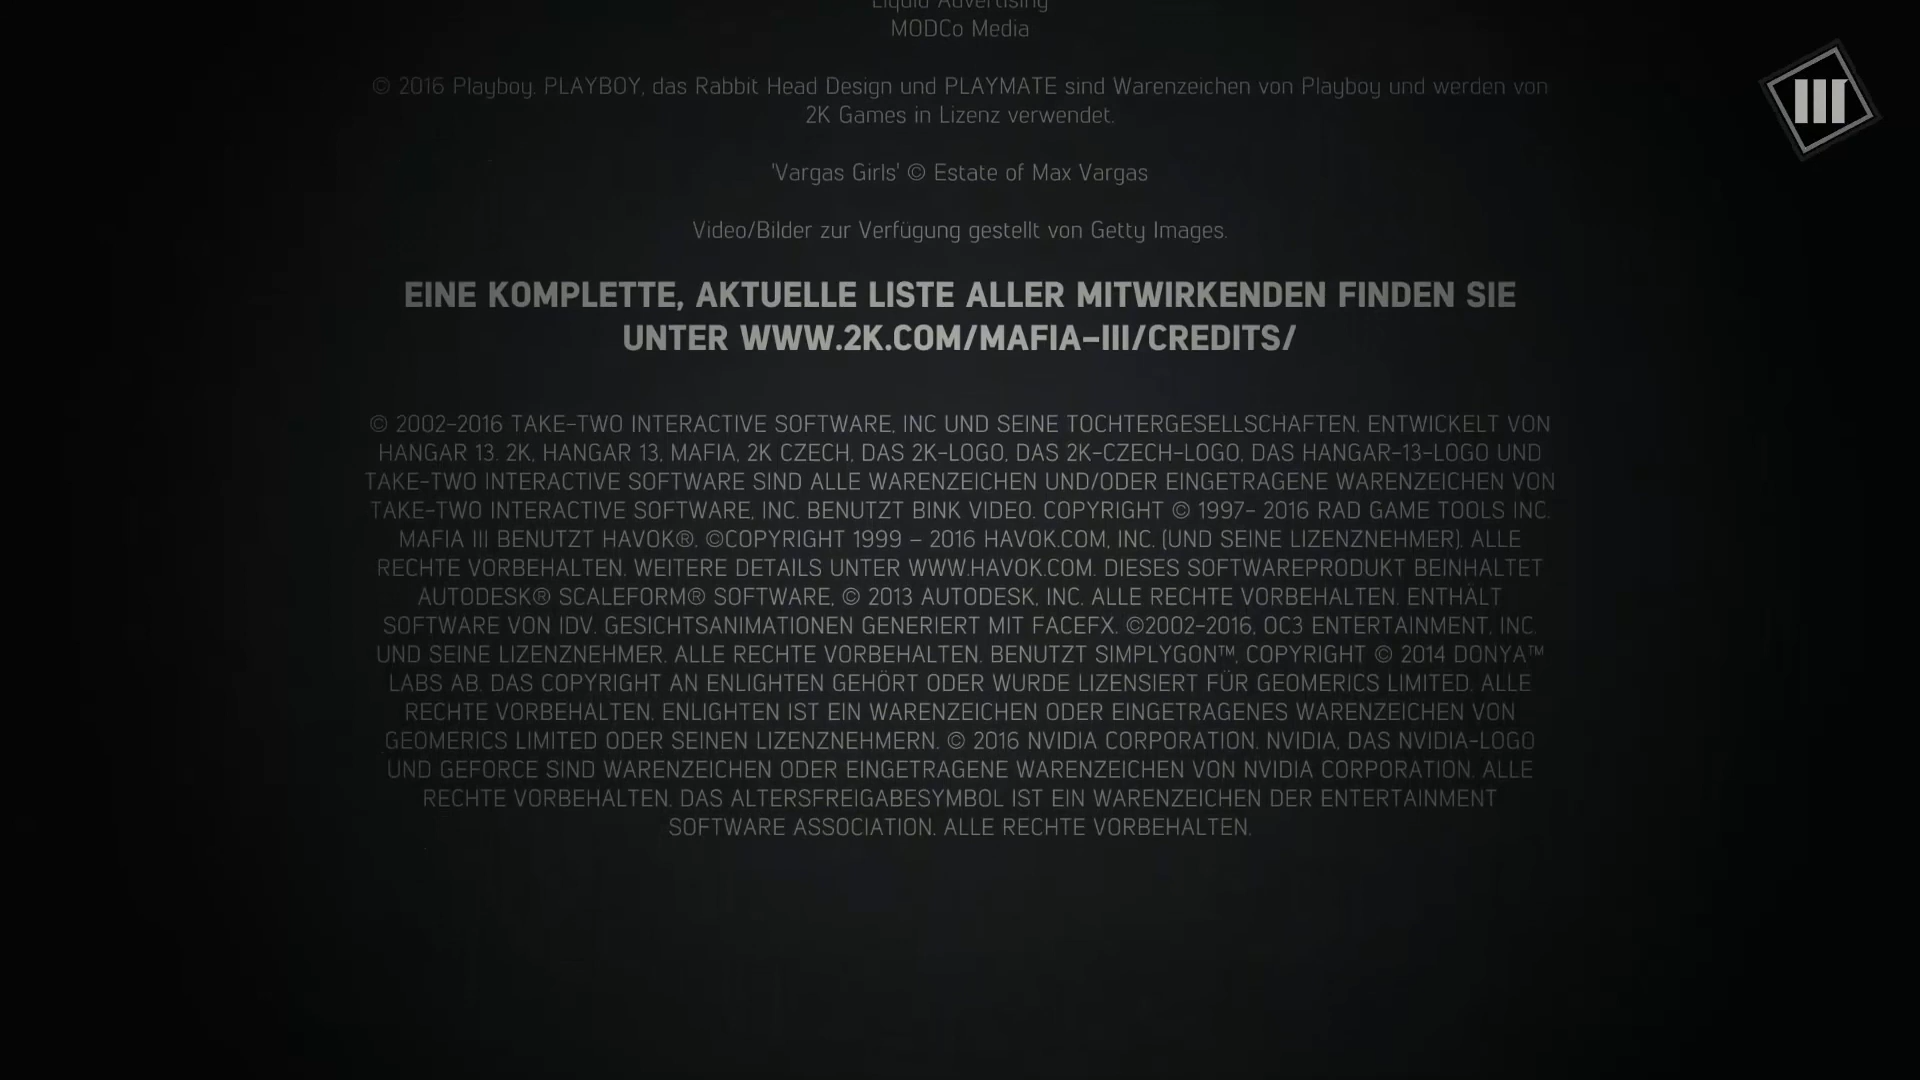 Liquid Advertising
MODCo Media
© 2016 Playboy. PLAYBOY, das Rabbit Head Design und PLAYMATE sind Warenzeichen von Playboy und werden von
2K Games in Lizenz verwendet.
'Vargas Girls' © Estate of Max Vargas
Video/Bilder zur Verfügung gestellt von Getty Images.
EINE KOMPLETTE, AKTUELLE LISTE ALLER MITWIRKENDEN FINDEN SIE
UNTER WWW.2K.COM/MAFIA-III/CREDITS/
© 2002-2016 TAKE-TWO INTERACTIVE SOFTWARE, INC UND SEINE TOCHTERGESELLSCHAFTEN. ENTWICKELT VON
HANGAR 13. 2K, HANGAR 13, MAFIA, 2K CZECH, DAS 2K-LOGO, DAS 2K-CZECH-LOGO, DAS HANGAR-13-LOGO UND
TAKE-TWO INTERACTIVE SOFTWARE SIND ALLE WARENZEICHEN UND/ODER EINGETRAGENE WARENZEICHEN VON
TAKE-TWO INTERACTIVE SOFTWARE, INC. BENUTZT BINK VIDEO. COPYRIGHT © 1997- 2016 RAD GAME TOOLS INC.
MAFIA III BENUTZT HAVOK®. ©COPYRIGHT 1999 – 2016 HAVOK.COM, INC. (UND SEINE LIZENZNEHMER). ALLE
RECHTE VORBEHALTEN. WEITERE DETAILS UNTER WWW.HAVOK.COM. DIESES SOFTWAREPRODUKT BEINHALTET
AUTODESK® SCALEFORM® SOFTWARE, © 2013 AUTODESK, INC. ALLE RECHTE VORBEHALTEN. ENTHÄLT
SOFTWARE VON IDV. GESICHTSANIMATIONEN GENERIERT MIT FACEFX. ©2002-2016, OC3 ENTERTAINMENT, INC.
UND SEINE LIZENZNEHMER. ALLE RECHTE VORBEHALTEN. BENUTZT SIMPLYGON™, COPYRIGHT © 2014 DONYA™
LABS AB. DAS COPYRIGHT AN ENLIGHTEN GEHÖRT ODER WURDE LIZENSIERT FÜR GEOMERICS LIMITED. ALLE
RECHTE VORBEHALTEN. ENLIGHTEN IST EIN WARENZEICHEN ODER EINGETRAGENES WARENZEICHEN VON
GEOMERICS LIMITED ODER SEINEN LIZENZNEHMERN. © 2016 NVIDIA CORPORATION. NVIDIA, DAS NVIDIA-LOGO
UND GEFORCE SIND WARENZEICHEN ODER EINGETRAGENE WARENZEICHEN VON NVIDIA CORPORATION. ALLE
RECHTE VORBEHALTEN. DAS ALTERSFREIGABESYMBOL IST EIN WARENZEICHEN DER ENTERTAINMENT
SOFTWARE ASSOCIATION. ALLE RECHTE VORBEHALTEN.
III